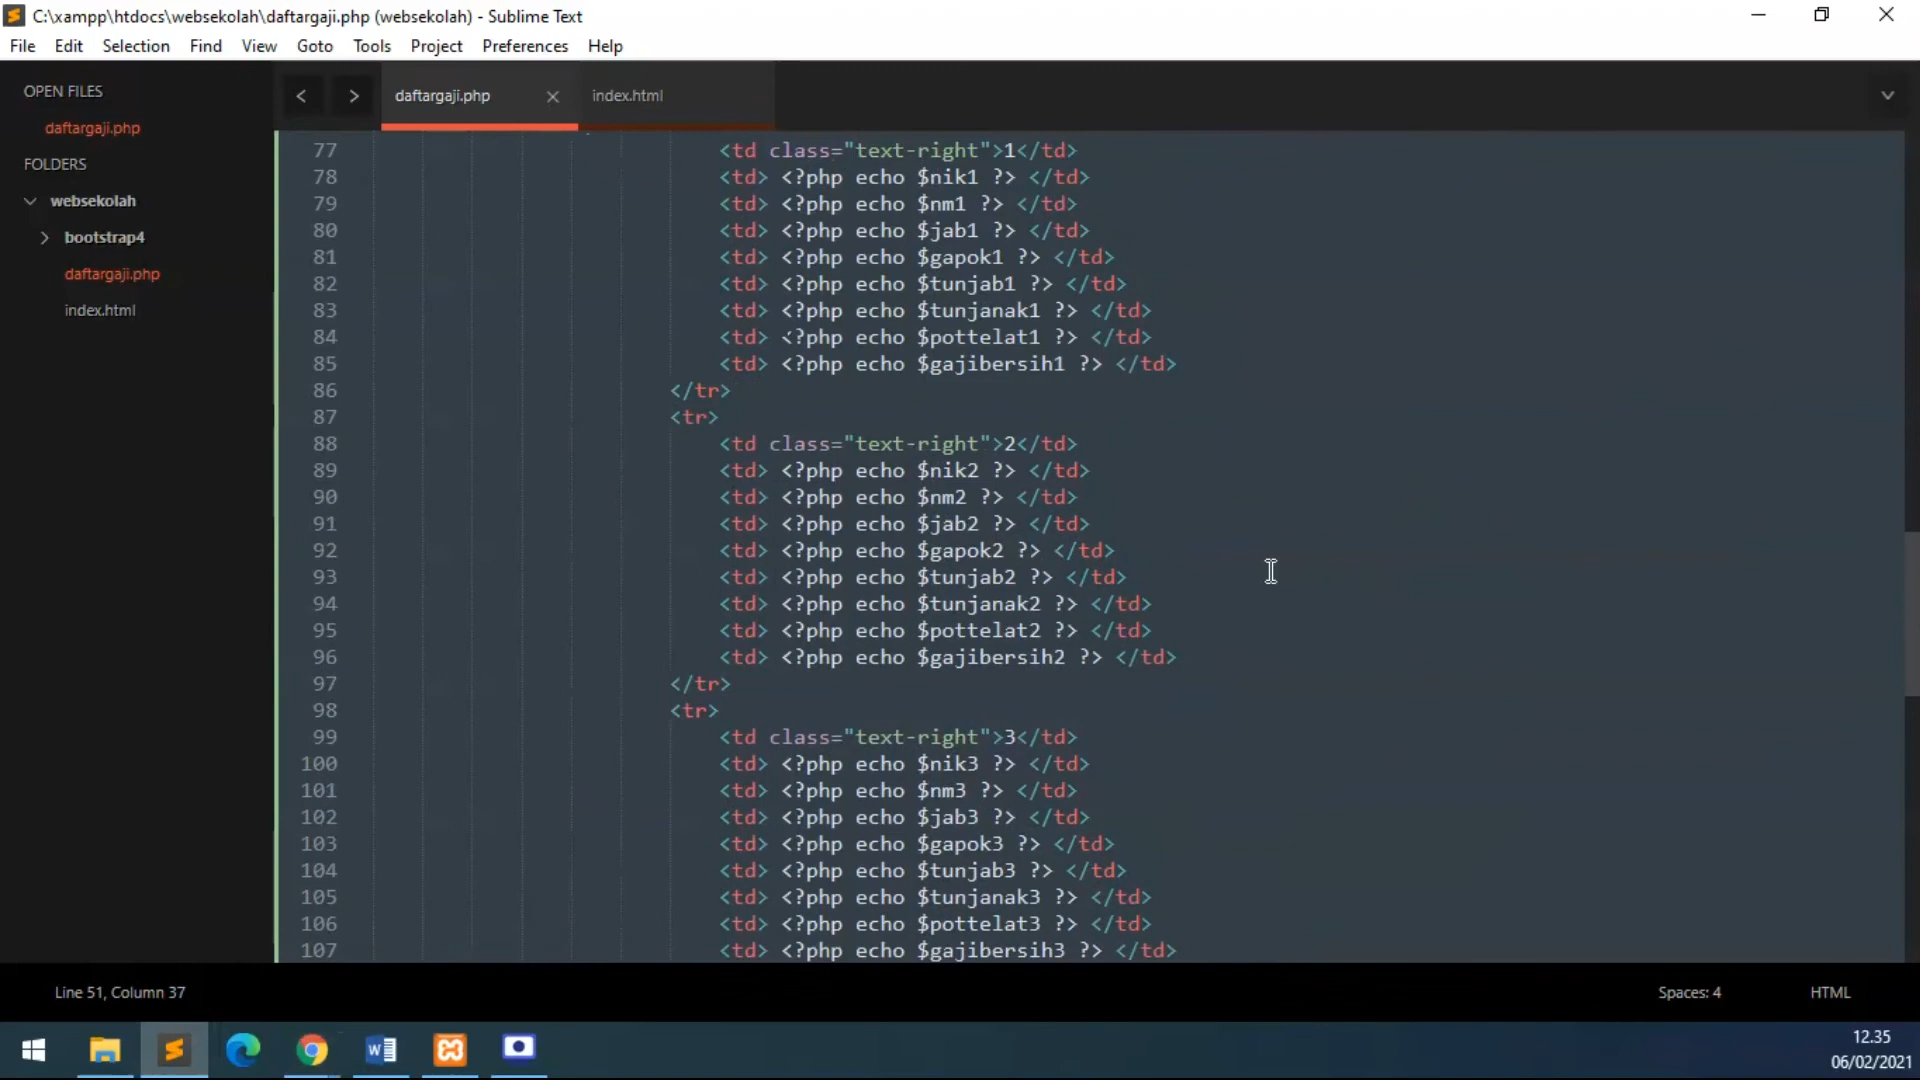 C:\xampp\htdocs\websekolah\daftargaji.php (websekolah) - Sublime Text
File Edit Selection Find View Goto Tools Project Preferences Help
OPEN FILES
daftargaji.php
FOLDERS
websekolah
bootstrap4
daftargaji.php
index.html
daftargaji.php index.html
77 <td class="text-right">1</td>
78 <td> <?php echo $nik1 ?> </td>
79 <td> <?php echo $nm1 ?> </td>
80 <td> <?php echo $jab1 ?> </td>
81 <td> <?php echo $gapok1 ?> </td>
82 <td> <?php echo $tunjab1 ?> </td>
83 <td> <?php echo $tunjanak1 ?> </td>
84 <td> <?php echo $pottelat1 ?> </td>
85 <td> <?php echo $gajibersih1 ?> </td>
86 </tr>
87 <tr>
88 <td class="text-right">2</td>
89 <td> <?php echo $nik2 ?> </td>
90 <td> <?php echo $nm2 ?> </td>
91 <td> <?php echo $jab2 ?> </td>
92 <td> <?php echo $gapok2 ?> </td>
93 <td> <?php echo $tunjab2 ?> </td>
94 <td> <?php echo $tunjanak2 ?> </td>
95 <td> <?php echo $pottelat2 ?> </td>
96 <td> <?php echo $gajibersih2 ?> </td>
97 </tr>
98 <tr>
99 <td class="text-right">3</td>
100 <td> <?php echo $nik3 ?> </td>
101 <td> <?php echo $nm3 ?> </td>
102 <td> <?php echo $jab3 ?> </td>
103 <td> <?php echo $gapok3 ?> </td>
104 <td> <?php echo $tunjab3 ?> </td>
105 <td> <?php echo $tunjanak3 ?> </td>
106 <td> <?php echo $pottelat3 ?> </td>
107 <td> <?php echo $gajibersih3 ?> </td>
Line 51, Column 37 Spaces: 4 HTML
12.35
06/02/2021